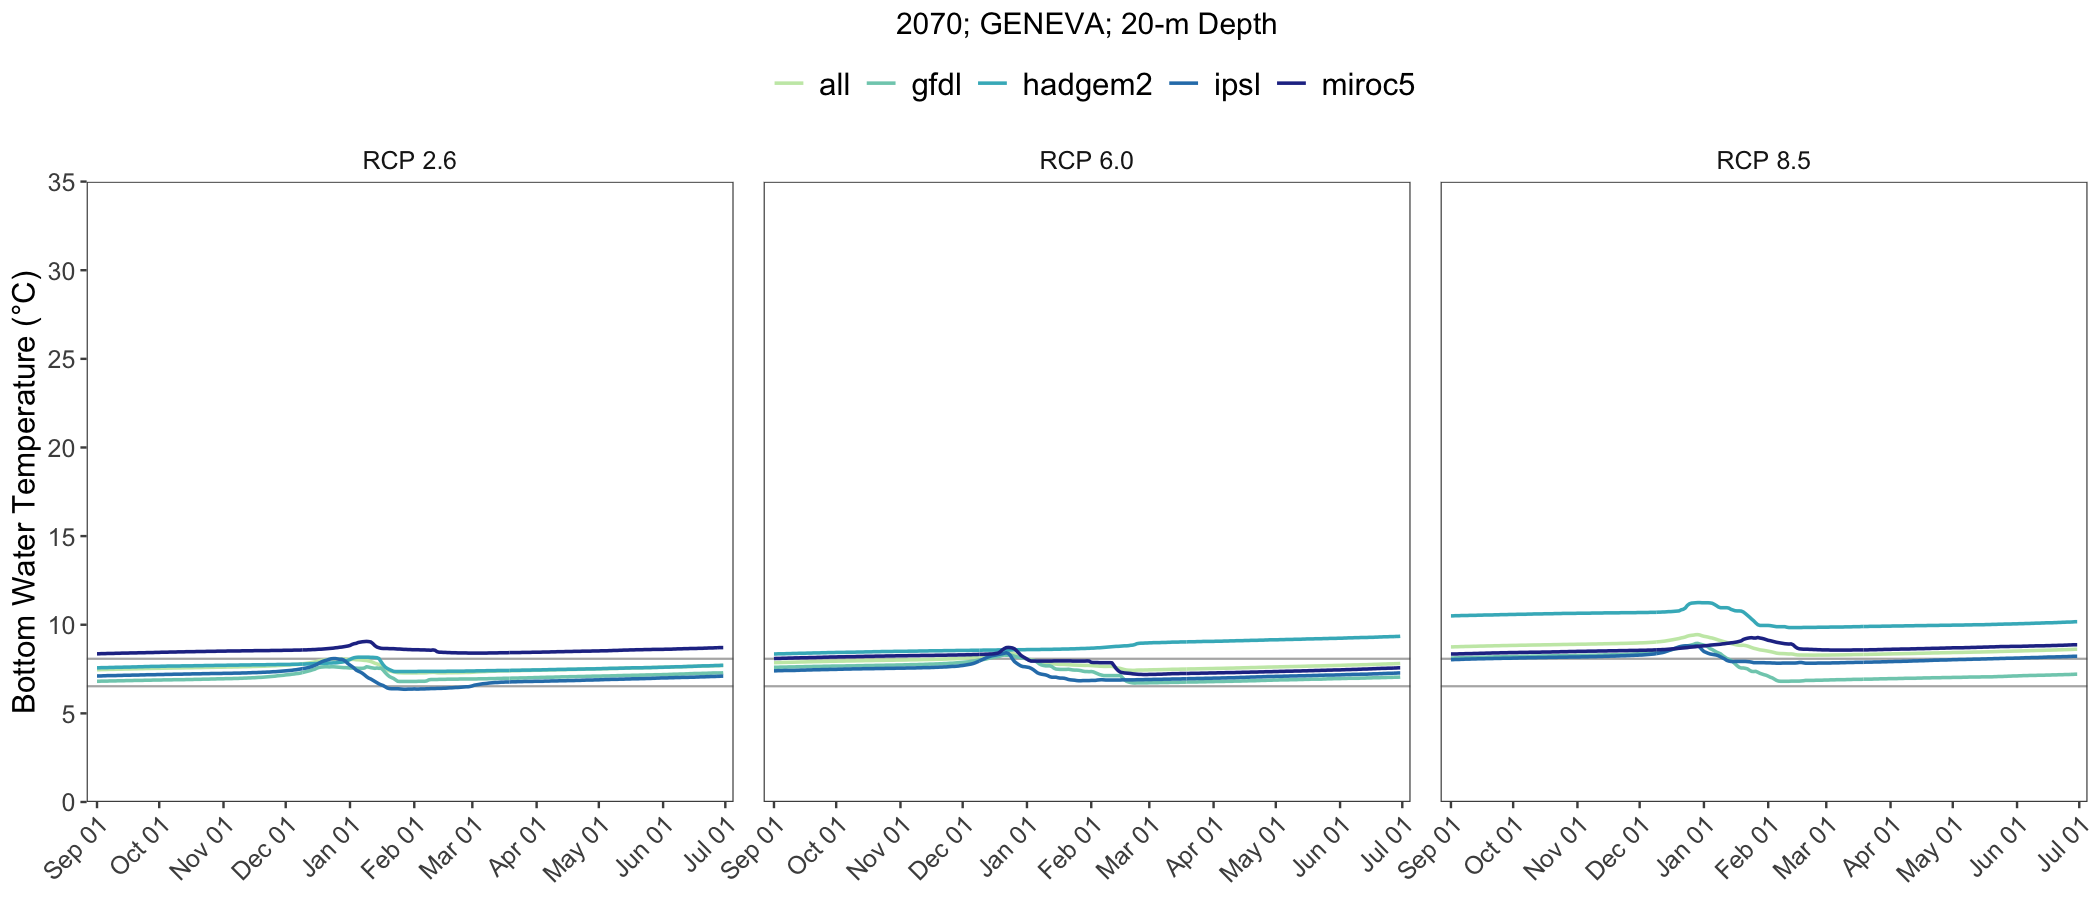 2070; GENEVA; 20-m Depth
all gfdl hadgem2 ipsl miroc5
RCP 2.6 RCP 6.0 RCP 8.5
Bottom Water Temperature (°C)
35
30
25
20
15
10
5
0
Sep 01 Oct 01 Nov 01 Dec 01 Jan 01 Feb 01 Mar 01 Apr 01 May 01 Jun 01 Jul 01
Sep 01 Oct 01 Nov 01 Dec 01 Jan 01 Feb 01 Mar 01 Apr 01 May 01 Jun 01 Jul 01
Sep 01 Oct 01 Nov 01 Dec 01 Jan 01 Feb 01 Mar 01 Apr 01 May 01 Jun 01 Jul 01